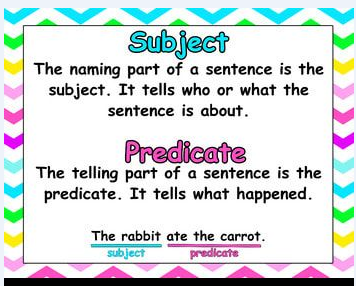 Subject
The naming part of a sentence is the
subject. It tells who or what the
sentence is about.
Predicate
The telling part of a sentence is the
predicate. It tells what happened.
The rabbit ate the carrot.
subject predicate